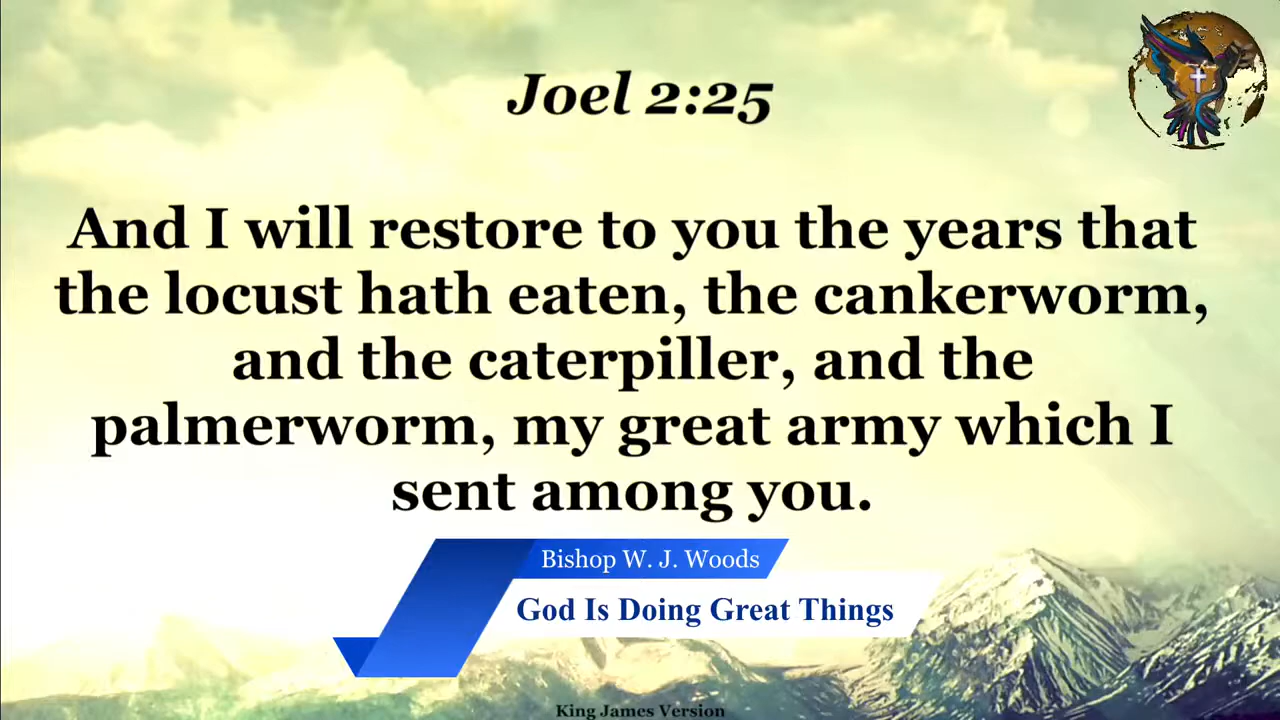 Joel 2:25
And I will restore to you the years that
the locust hath eaten, the cankerworm,
and the caterpiller, and the
palmerworm, my great army which I
sent among you.
Bishop W. J. Woods
God Is Doing Great Things
King James Version